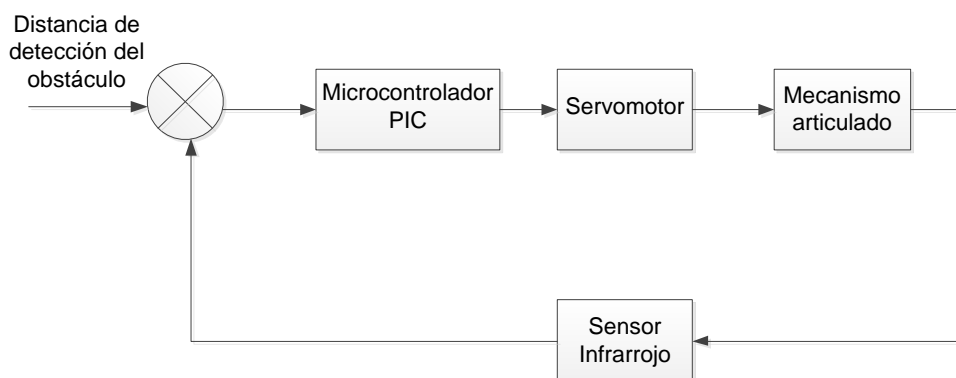 Distancia de
detección del
obstáculo
Microcontrolador
PIC
Servomotor
Mecanismo
articulado
Sensor
Infrarrojo